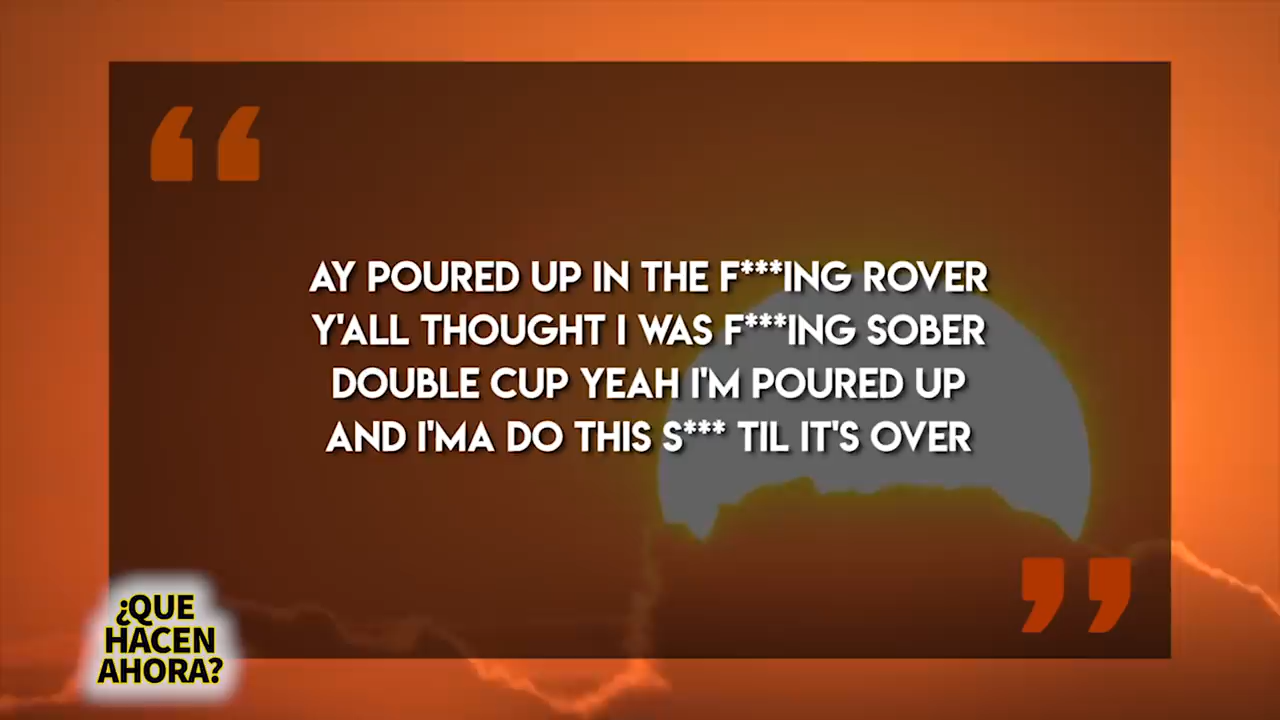 AY POURED UP IN THE F***ING ROVER
Y'ALL THOUGHT I WAS F***ING SOBER
DOUBLE CUP YEAH I'M POURED UP
AND I'MA DO THIS S*** TIL IT'S OVER
¿QUE
HACEN
AHORA?